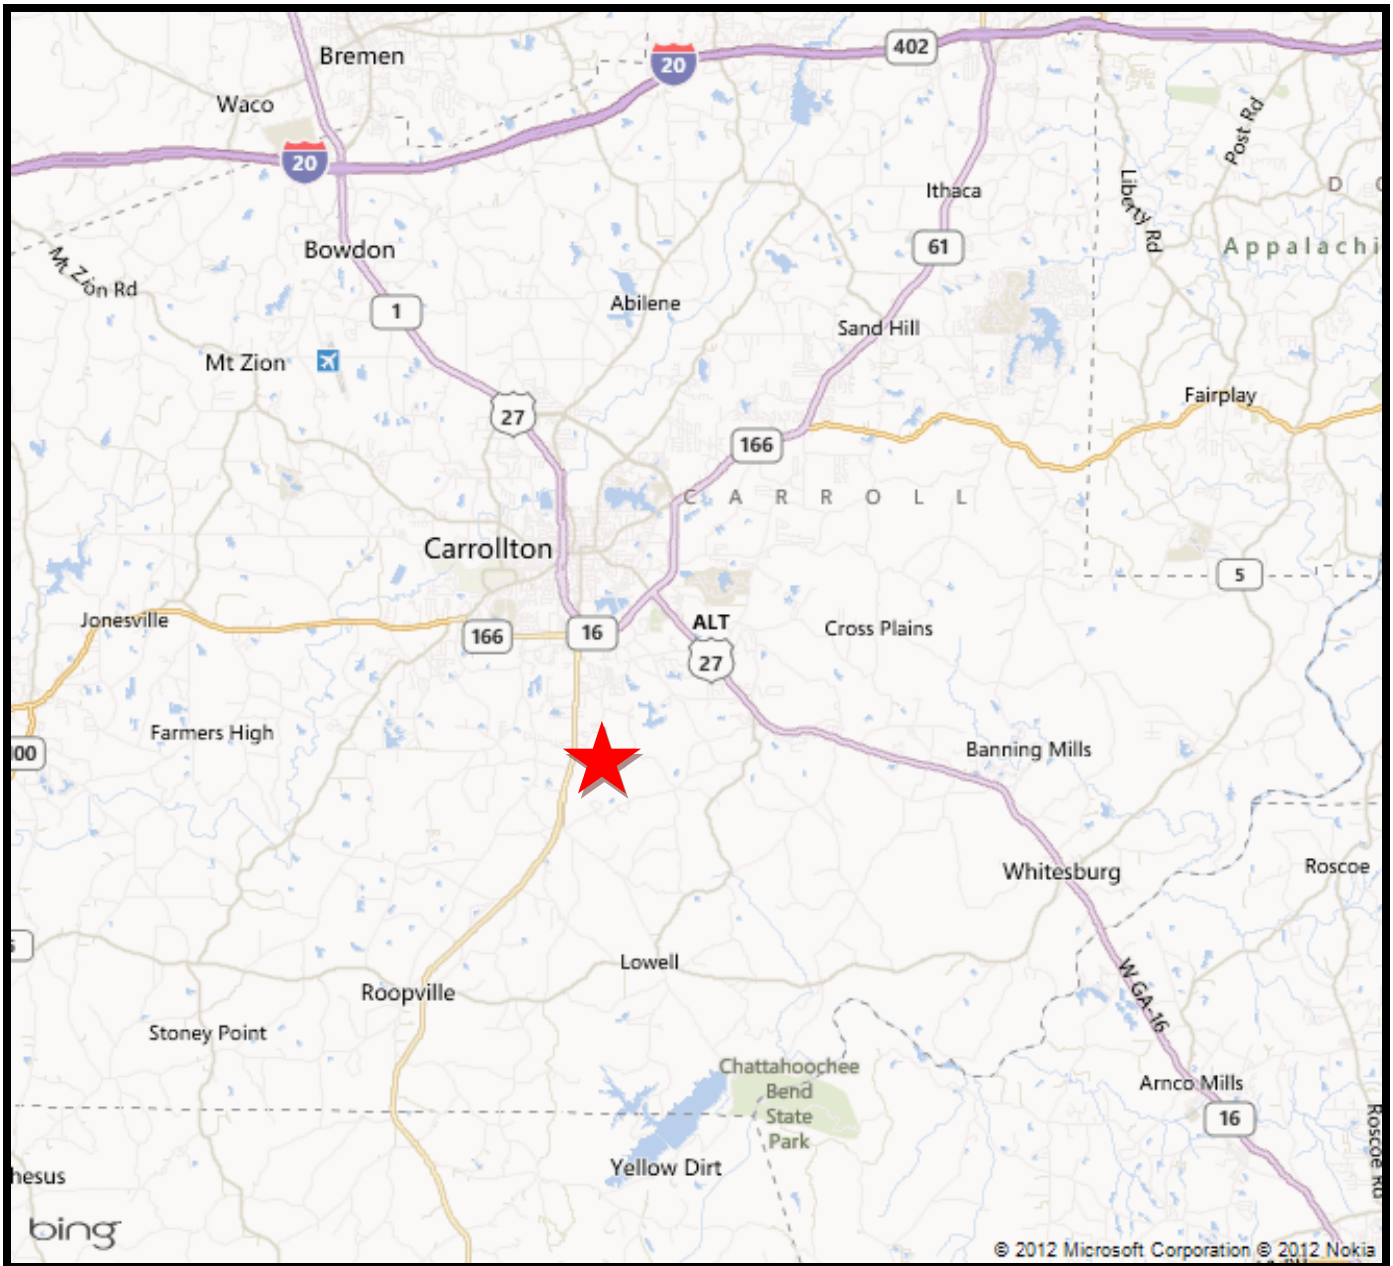 Bremen
402
20
Waco
Post Rd
20
Liberty Rd
Ithaca
D
61
Appalachi
Bowdon
Mt Zion Rd
Abilene
1
Sand Hill
Mt Zion
Fairplay
27
166
CARROLL
Carrollton
5
Jonesville
166
16
ALT
27
Cross Plains
Farmers High
00
Banning Mills
Whitesburg
Roscoe
5
Lowell
Roopville
W GA-16
Stoney Point
Chattahoochee
Bend
State
Park
Arnco Mills
16
Roscoe Rd
hesus
Yellow Dirt
bing
© 2012 Microsoft Corporation © 2012 Nokia